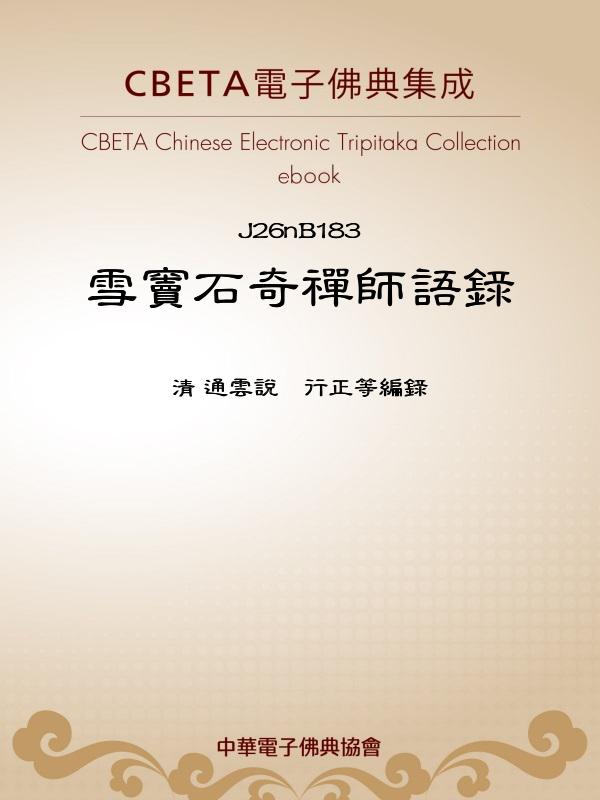 CBETA電子佛典集成
CBETA Chinese Electronic Tripitaka Collection
ebook
J26nB183
雪竇石奇禪師語錄
清 通雲說　行正等編錄
中華電子佛典協會